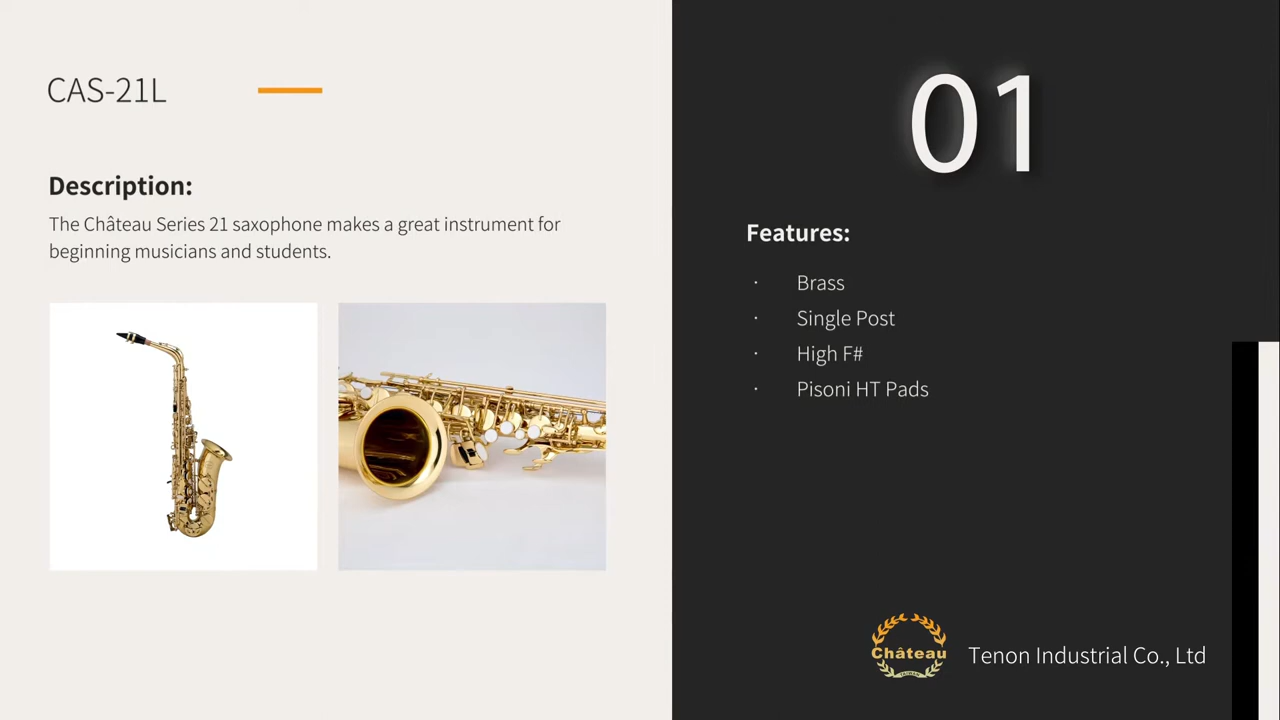 CAS-21L
Description:
The Château Series 21 saxophone makes a great instrument for
beginning musicians and students.
01
Features:
· Brass
· Single Post
· High F#
· Pisoni HT Pads
Château
TAIWAN
Tenon Industrial Co., Ltd